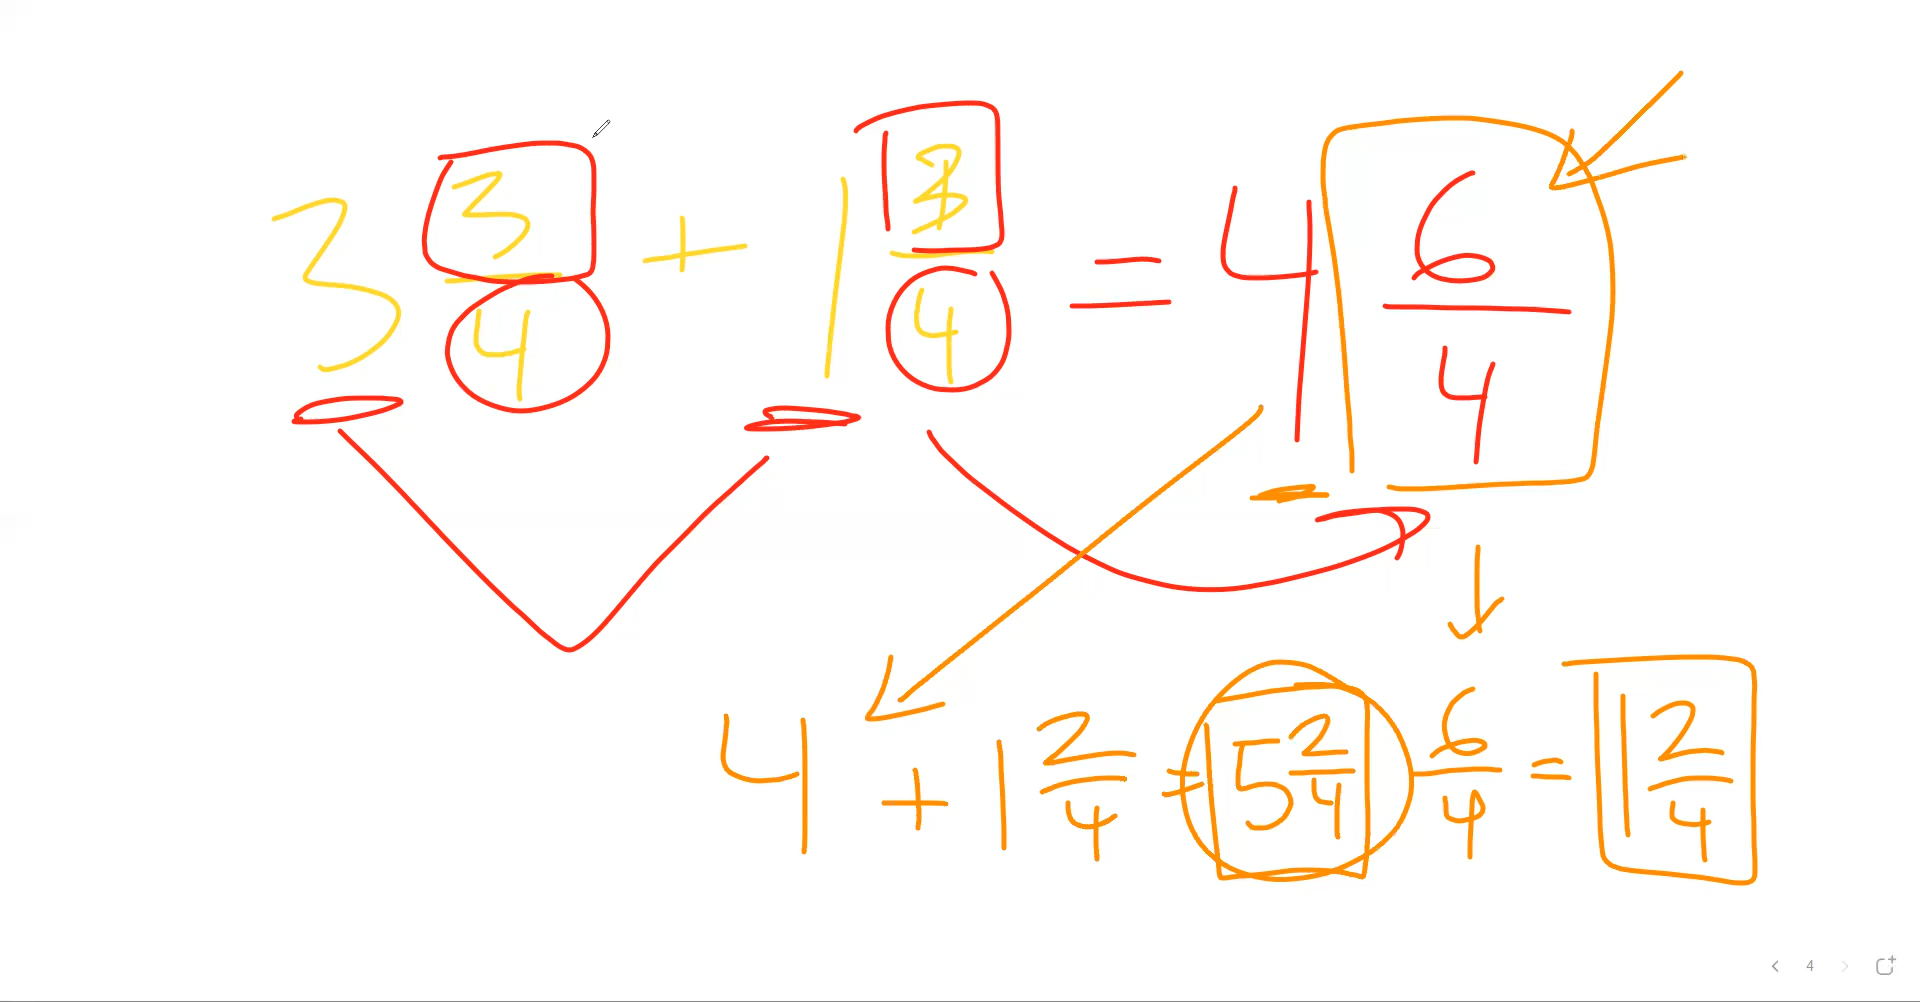 3 3/4 + 1 3/4 = 4 6/4
4 + 1 2/4 = 5 2/4
6/4 = 1 2/4
4